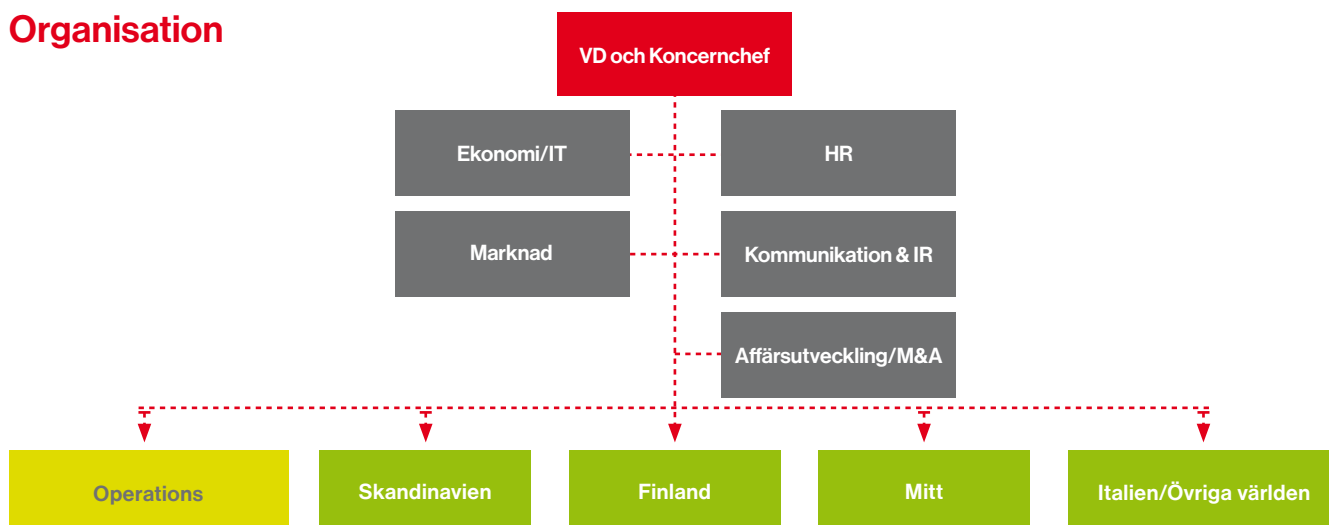 Organisation
VD och Koncernchef
Ekonomi/IT
HR
Marknad
Kommunikation & IR
Affärsutveckling/M&A
Operations
Skandinavien
Finland
Mitt
Italien/Övriga världen